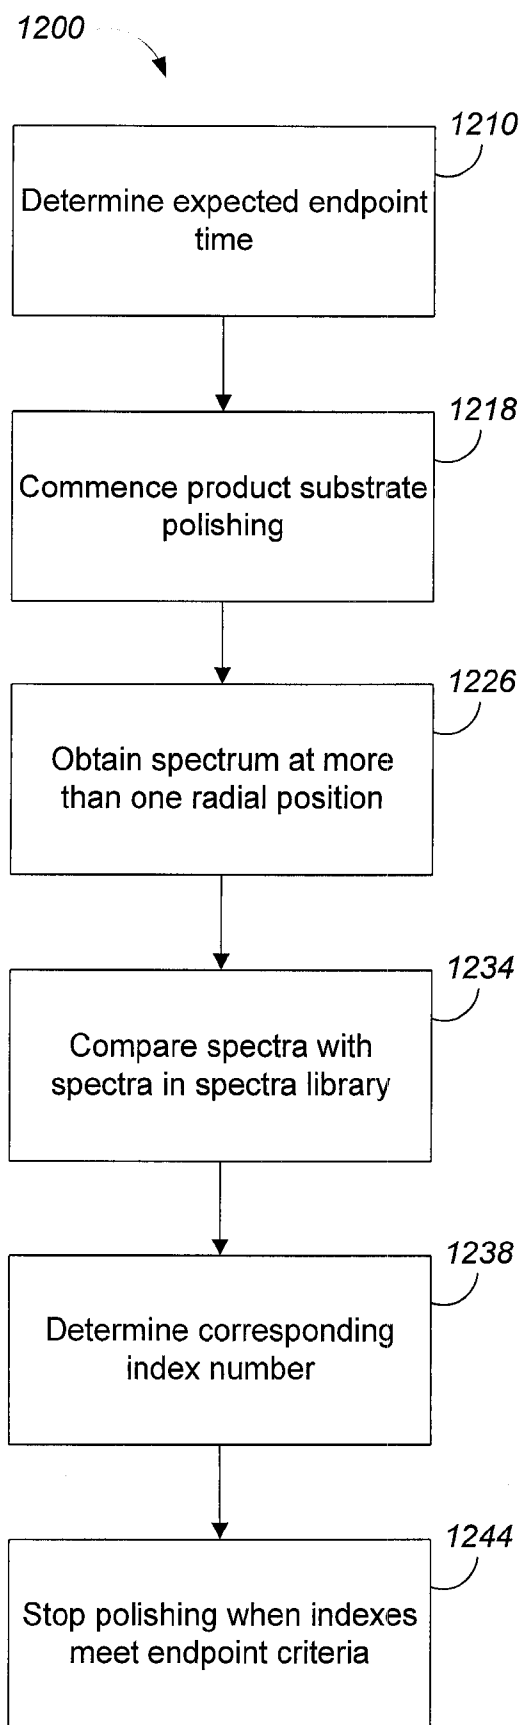 1200
1210
Determine expected endpoint
time
1218
Commence product substrate
polishing
1226
Obtain spectrum at more
than one radial position
1234
Compare spectra with
spectra in spectra library
1238
Determine corresponding
index number
1244
Stop polishing when indexes
meet endpoint criteria